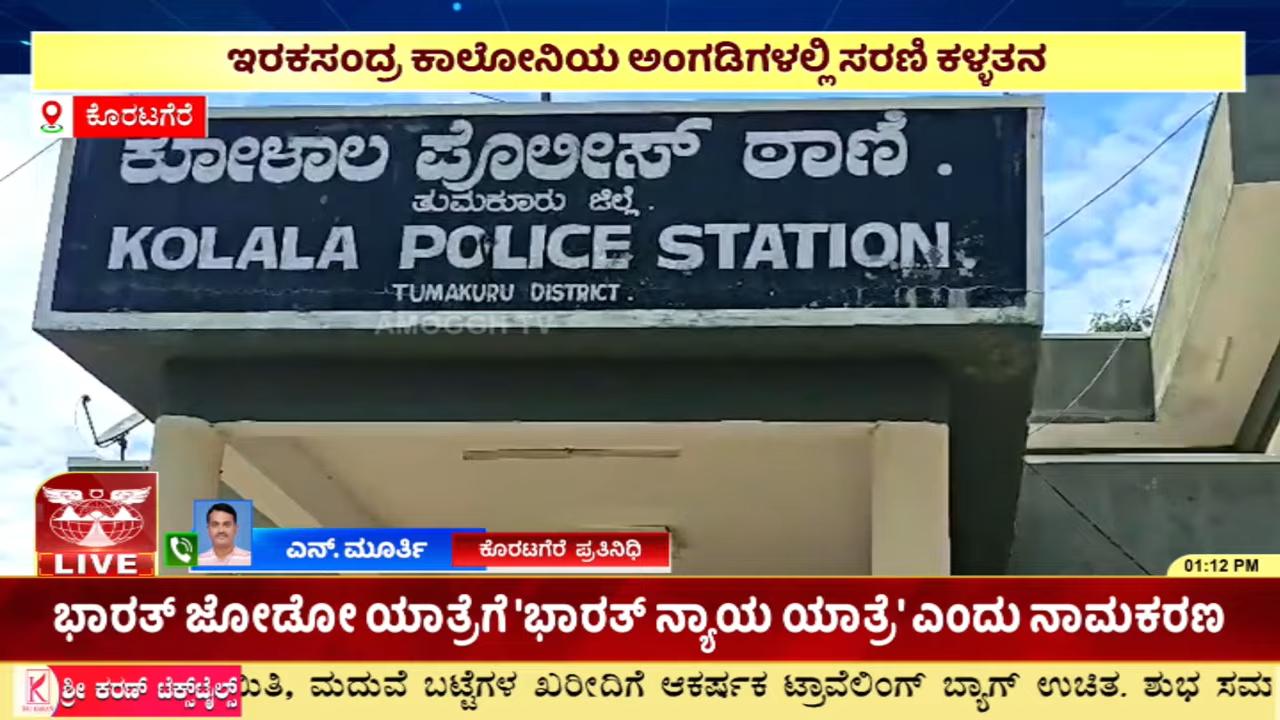 ಇರಕಸಂದ್ರ ಕಾಲೋನಿಯ ಅಂಗಡಿಗಳಲ್ಲಿ ಸರಣಿ ಕಳ್ಳತನ
ಕೊರಟಗೆರೆ
ಕೋಳಾಲ ಪೊಲೀಸ್ ಠಾಣೆ .
ತುಮಕೂರು ಜಿಲ್ಲೆ .
KOLALA POLICE STATION.
TUMAKURU DISTRICT .
AMOGGH TV
ಎನ್. ಮೂರ್ತಿ ಕೊರಟಗೆರೆ ಪ್ರತಿನಿಧಿ
LIVE
01:12 PM
ಭಾರತ್ ಜೋಡೋ ಯಾತ್ರೆಗೆ 'ಭಾರತ್ ನ್ಯಾಯ ಯಾತ್ರೆ' ಎಂದು ನಾಮಕರಣ
ಶ್ರೀ ಕರಣ್ ಟೆಕ್ಸ್‌ಟೈಲ್ಸ್ ಮದುವೆ ಬಟ್ಟೆಗಳ ಖರೀದಿಗೆ ಆಕರ್ಷಕ ಟ್ರಾವೆಲಿಂಗ್ ಬ್ಯಾಗ್ ಉಚಿತ. ಶುಭ